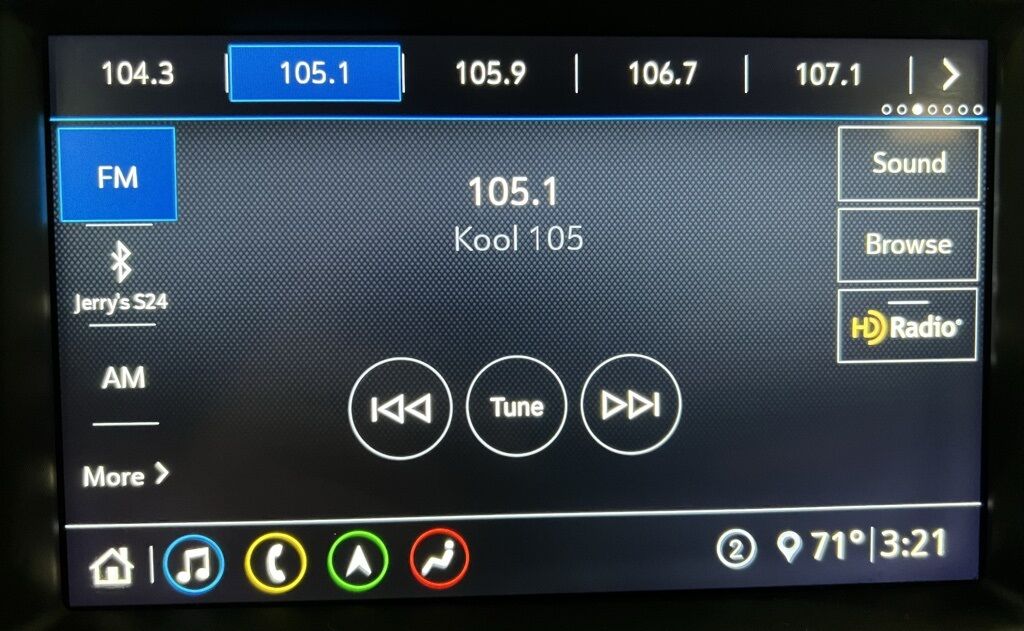 104.3 105.1 105.9 106.7 107.1
FM
105.1
Kool 105
Sound
Browse
Jerry's S24
HD Radio®
AM
Tune
More
2 71° 3:21